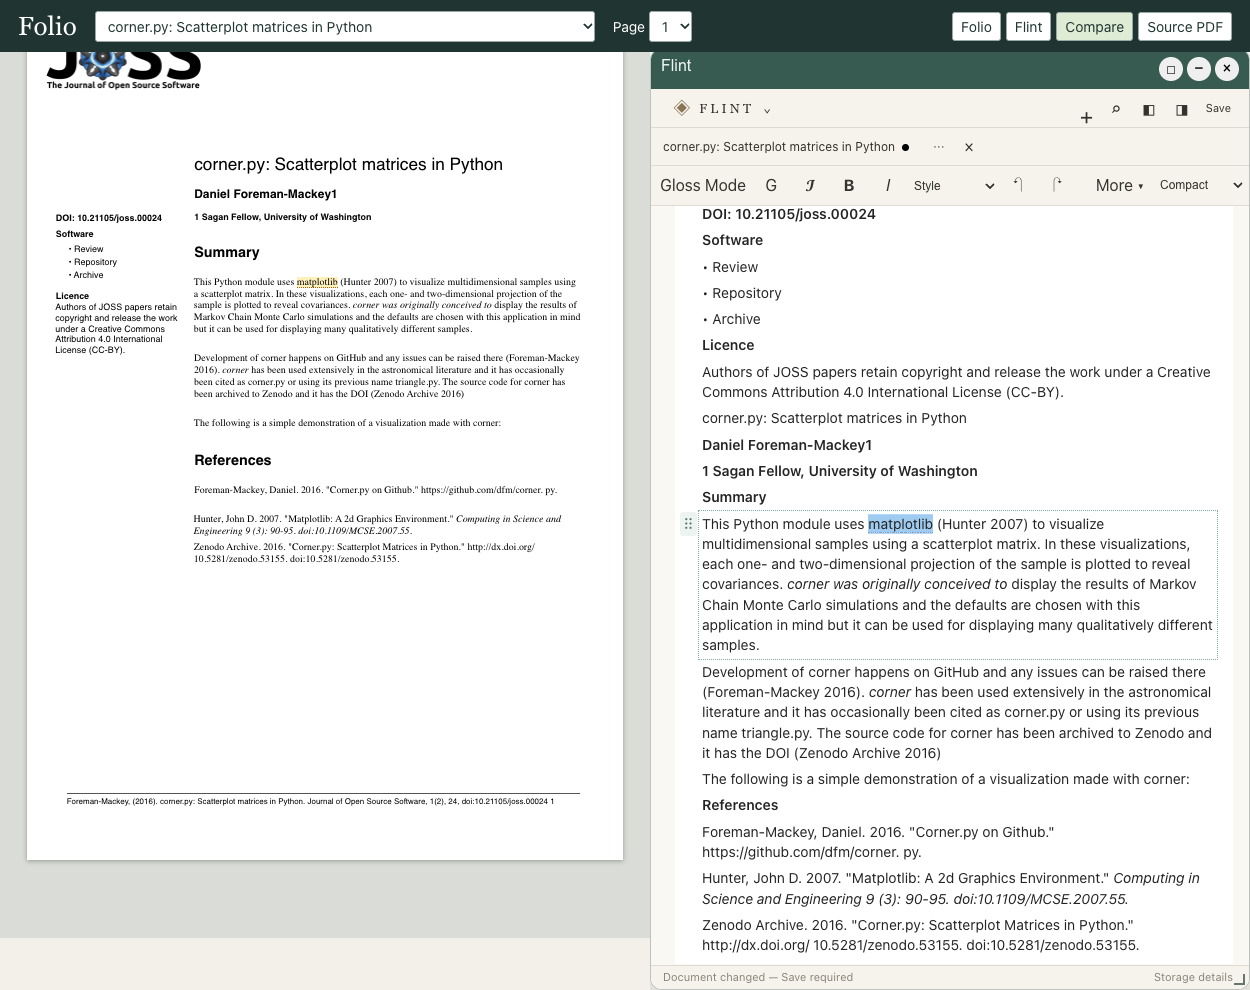 Folio
corner.py: Scatterplot matrices in Python
Page 1
Folio
Flint
Compare
Source PDF
JOSS
The Journal of Open Source Software
corner.py: Scatterplot matrices in Python
Daniel Foreman-Mackey1
DOI: 10.21105/joss.00024
1 Sagan Fellow, University of Washington
Software
• Review
• Repository
• Archive
Licence
Authors of JOSS papers retain
copyright and release the work
under a Creative Commons
Attribution 4.0 International
License (CC-BY).
Summary
This Python module uses matplotlib (Hunter 2007) to visualize multidimensional samples using
a scatterplot matrix. In these visualizations, each one- and two-dimensional projection of the
sample is plotted to reveal covariances. corner was originally conceived to display the results of
Markov Chain Monte Carlo simulations and the defaults are chosen with this application in mind
but it can be used for displaying many qualitatively different samples.
Development of corner happens on GitHub and any issues can be raised there (Foreman-Mackey
2016). corner has been used extensively in the astronomical literature and it has occasionally
been cited as corner.py or using its previous name triangle.py. The source code for corner has
been archived to Zenodo and it has the DOI (Zenodo Archive 2016)
The following is a simple demonstration of a visualization made with corner:
References
Foreman-Mackey, Daniel. 2016. "Corner.py on Github." https://github.com/dfm/corner. py.
Hunter, John D. 2007. "Matplotlib: A 2d Graphics Environment." Computing in Science and
Engineering 9 (3): 90-95. doi:10.1109/MCSE.2007.55.
Zenodo Archive. 2016. "Corner.py: Scatterplot Matrices in Python." http://dx.doi.org/
10.5281/zenodo.53155. doi:10.5281/zenodo.53155.
Foreman-Mackey, (2016). corner.py: Scatterplot matrices in Python. Journal of Open Source Software, 1(2), 24, doi:10.21105/joss.00024 1
Flint
FLINT
Save
corner.py: Scatterplot matrices in Python ● ··· ×
Gloss Mode G J B I Style More Compact
DOI: 10.21105/joss.00024
Software
• Review
• Repository
• Archive
Licence
Authors of JOSS papers retain copyright and release the work under a Creative
Commons Attribution 4.0 International License (CC-BY).
corner.py: Scatterplot matrices in Python
Daniel Foreman-Mackey1
1 Sagan Fellow, University of Washington
Summary
This Python module uses matplotlib (Hunter 2007) to visualize
multidimensional samples using a scatterplot matrix. In these visualizations,
each one- and two-dimensional projection of the sample is plotted to reveal
covariances. corner was originally conceived to display the results of Markov
Chain Monte Carlo simulations and the defaults are chosen with this
application in mind but it can be used for displaying many qualitatively different
samples.
Development of corner happens on GitHub and any issues can be raised there
(Foreman-Mackey 2016). corner has been used extensively in the astronomical
literature and it has occasionally been cited as corner.py or using its previous
name triangle.py. The source code for corner has been archived to Zenodo and
it has the DOI (Zenodo Archive 2016)
The following is a simple demonstration of a visualization made with corner:
References
Foreman-Mackey, Daniel. 2016. "Corner.py on Github."
https://github.com/dfm/corner. py.
Hunter, John D. 2007. "Matplotlib: A 2d Graphics Environment." Computing in
Science and Engineering 9 (3): 90-95. doi:10.1109/MCSE.2007.55.
Zenodo Archive. 2016. "Corner.py: Scatterplot Matrices in Python."
http://dx.doi.org/ 10.5281/zenodo.53155. doi:10.5281/zenodo.53155.
Document changed — Save required
Storage details